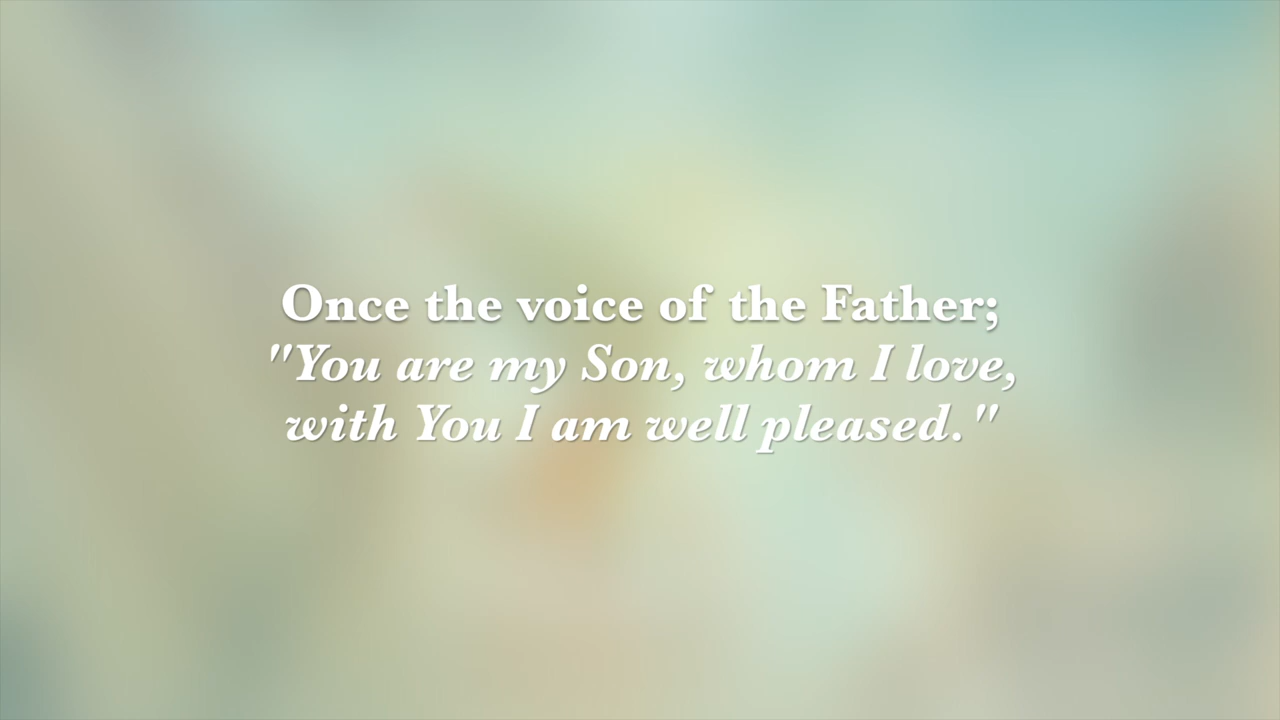 Once the voice of the Father;
"You are my Son, whom I love,
with You I am well pleased."